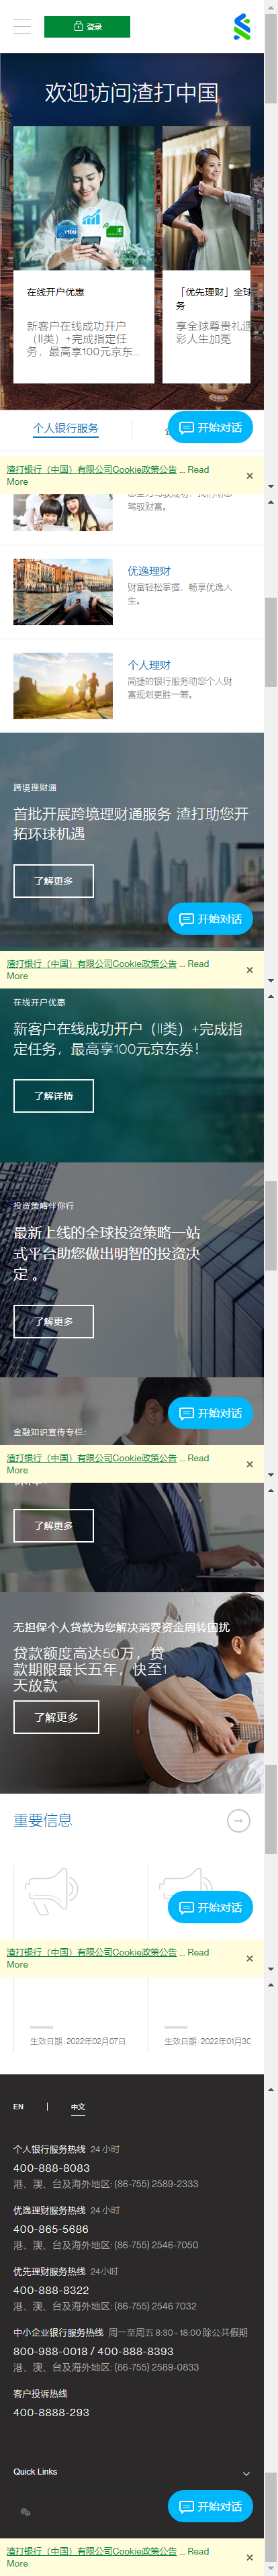 登录
欢迎访问渣打中国
¥100
在线开户优惠
新客户在线成功开户
（II类）+完成指定任
务，最高享100元京东...
「优先理财」全球
务
享全球尊贵礼遇
彩人生加冕
个人银行服务
开始对话
渣打银行（中国）有限公司Cookie政策公告 ... Read
More
驭财富。
优逸理财
财富轻松掌握，畅享优逸人
生。
个人理财
简捷的银行服务助您个人财
富规划更胜一筹。
跨境理财通
首批开展跨境理财通服务 渣打助您开
拓环球机遇
了解更多
开始对话
渣打银行（中国）有限公司Cookie政策公告 ... Read
More
在线开户优惠
新客户在线成功开户（II类）+完成指
定任务，最高享100元京东券！
了解详情
投资策略伴你行
最新上线的全球投资策略一站
式平台助您做出明智的投资决
定 。
了解更多
开始对话
金融知识宣传专栏：
渣打银行（中国）有限公司Cookie政策公告 ... Read
More
了解更多
无担保个人贷款为您解决消费资金周转困扰
贷款额度高达50万，贷
款期限最长五年，快至1
天放款
了解更多
重要信息
开始对话
渣打银行（中国）有限公司Cookie政策公告 ... Read
More
生效日期 : 2022年02月07日
生效日期 : 2022年01月30
EN
中文
个人银行服务热线 24 小时
400-888-8083
港、澳、台及海外地区: (86-755) 2589-2333
优逸理财服务热线 24 小时
400-865-5686
港、澳、台及海外地区: (86-755) 2546-7050
优先理财服务热线 24小时
400-888-8322
港、澳、台及海外地区: (86-755) 2546 7032
中小企业银行服务热线 周一至周五 8:30 - 18:00 除公共假期
800-988-0018 / 400-888-8393
港、澳、台及海外地区: (86-755) 2589-0833
客户投诉热线
400-8888-293
Quick Links
开始对话
渣打银行（中国）有限公司Cookie政策公告 ... Read
More